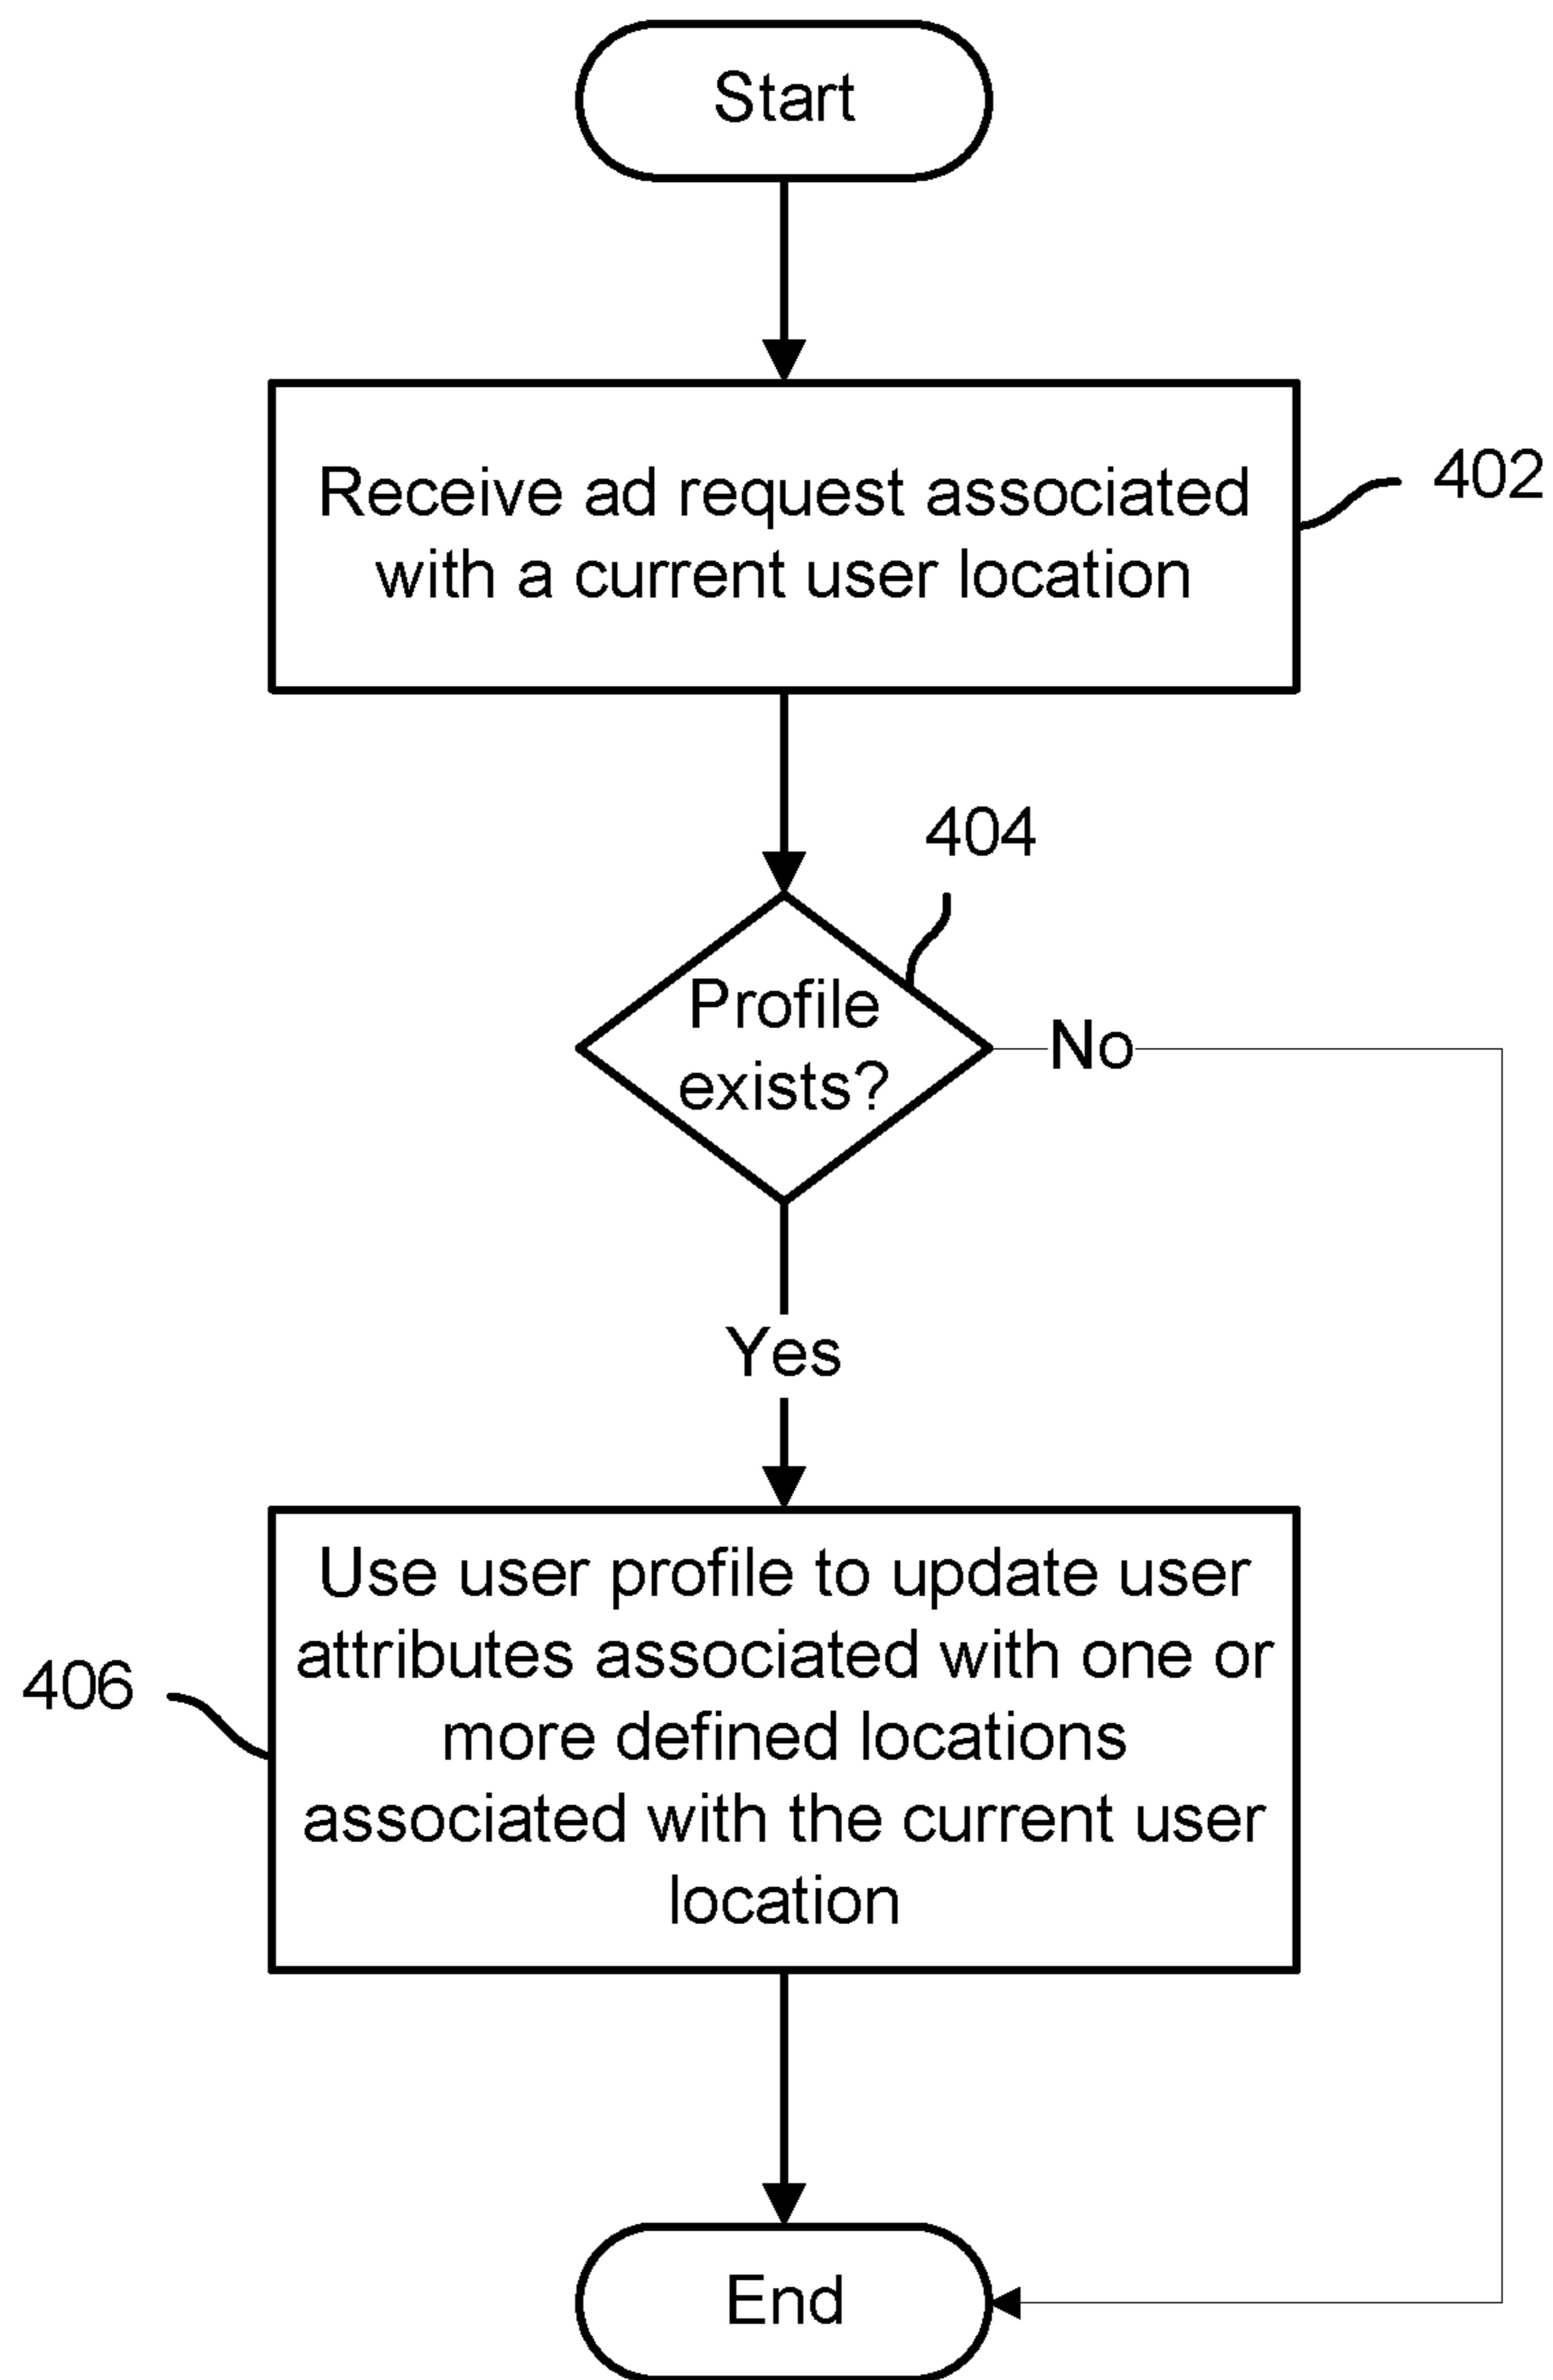 Start
Receive ad request associated
with a current user location
402
404
Profile
exists?
No
Yes
Use user profile to update user
attributes associated with one or
more defined locations
associated with the current user
location
406
End